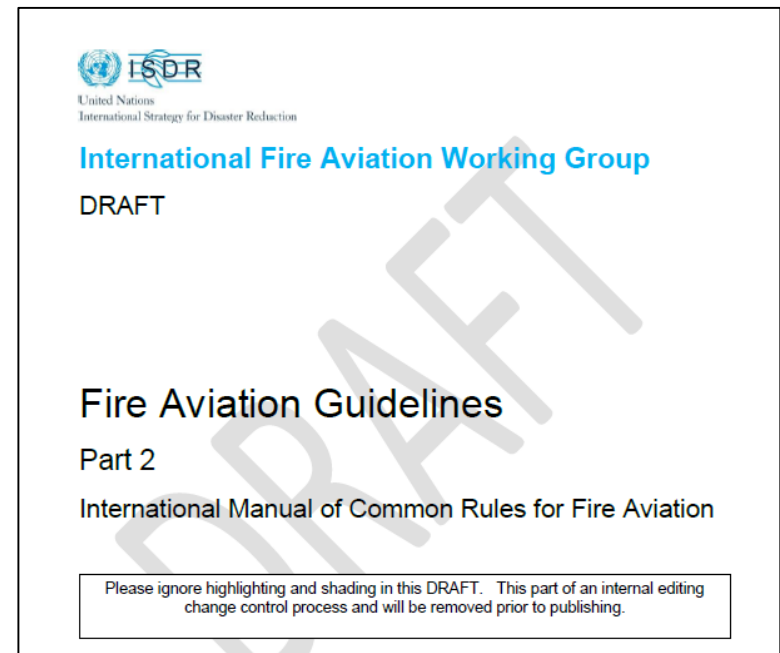 ISDR
United Nations
International Strategy for Disaster Reduction
International Fire Aviation Working Group
DRAFT
Fire Aviation Guidelines
Part 2
International Manual of Common Rules for Fire Aviation
Please ignore highlighting and shading in this DRAFT. This part of an internal editing
change control process and will be removed prior to publishing.
DRAFT